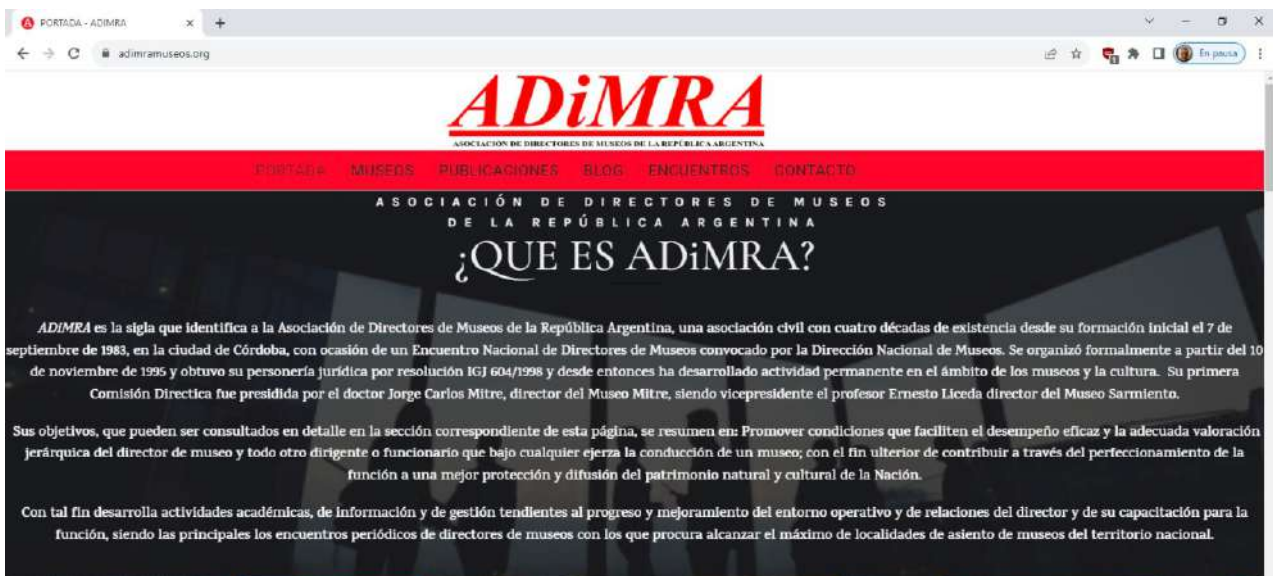 PORTADA - ADIMRA
adimramuseos.org
En pausa
ADiMRA
ASOCIACIÓN DE DIRECTORES DE MUSEOS DE LA REPÚBLICA ARGENTINA
PORTADA MUSEOS PUBLICACIONES BLOG ENCUENTROS CONTACTO
ASOCIACIÓN DE DIRECTORES DE MUSEOS
DE LA REPÚBLICA ARGENTINA
¿QUE ES ADiMRA?
ADiMRA es la sigla que identifica a la Asociación de Directores de Museos de la República Argentina, una asociación civil con cuatro décadas de existencia desde su formación inicial el 7 de
septiembre de 1983, en la ciudad de Córdoba, con ocasión de un Encuentro Nacional de Directores de Museos convocado por la Dirección Nacional de Museos. Se organizó formalmente a partir del 10
de noviembre de 1995 y obtuvo su personería jurídica por resolución IGJ 604/1998 y desde entonces ha desarrollado actividad permanente en el ámbito de los museos y la cultura. Su primera
Comisión Directica fue presidida por el doctor Jorge Carlos Mitre, director del Museo Mitre, siendo vicepresidente el profesor Ernesto Liceda director del Museo Sarmiento.
Sus objetivos, que pueden ser consultados en detalle en la sección correspondiente de esta página, se resumen en: Promover condiciones que faciliten el desempeño eficaz y la adecuada valoración
jerárquica del director de museo y todo otro dirigente o funcionario que bajo cualquier ejerza la conducción de un museo; con el fin ulterior de contribuir a través del perfeccionamiento de la
función a una mejor protección y difusión del patrimonio natural y cultural de la Nación.
Con tal fin desarrolla actividades académicas, de información y de gestión tendientes al progreso y mejoramiento del entorno operativo y de relaciones del director y de su capacitación para la
función, siendo las principales los encuentros periódicos de directores de museos con los que procura alcanzar el máximo de localidades de asiento de museos del territorio nacional.